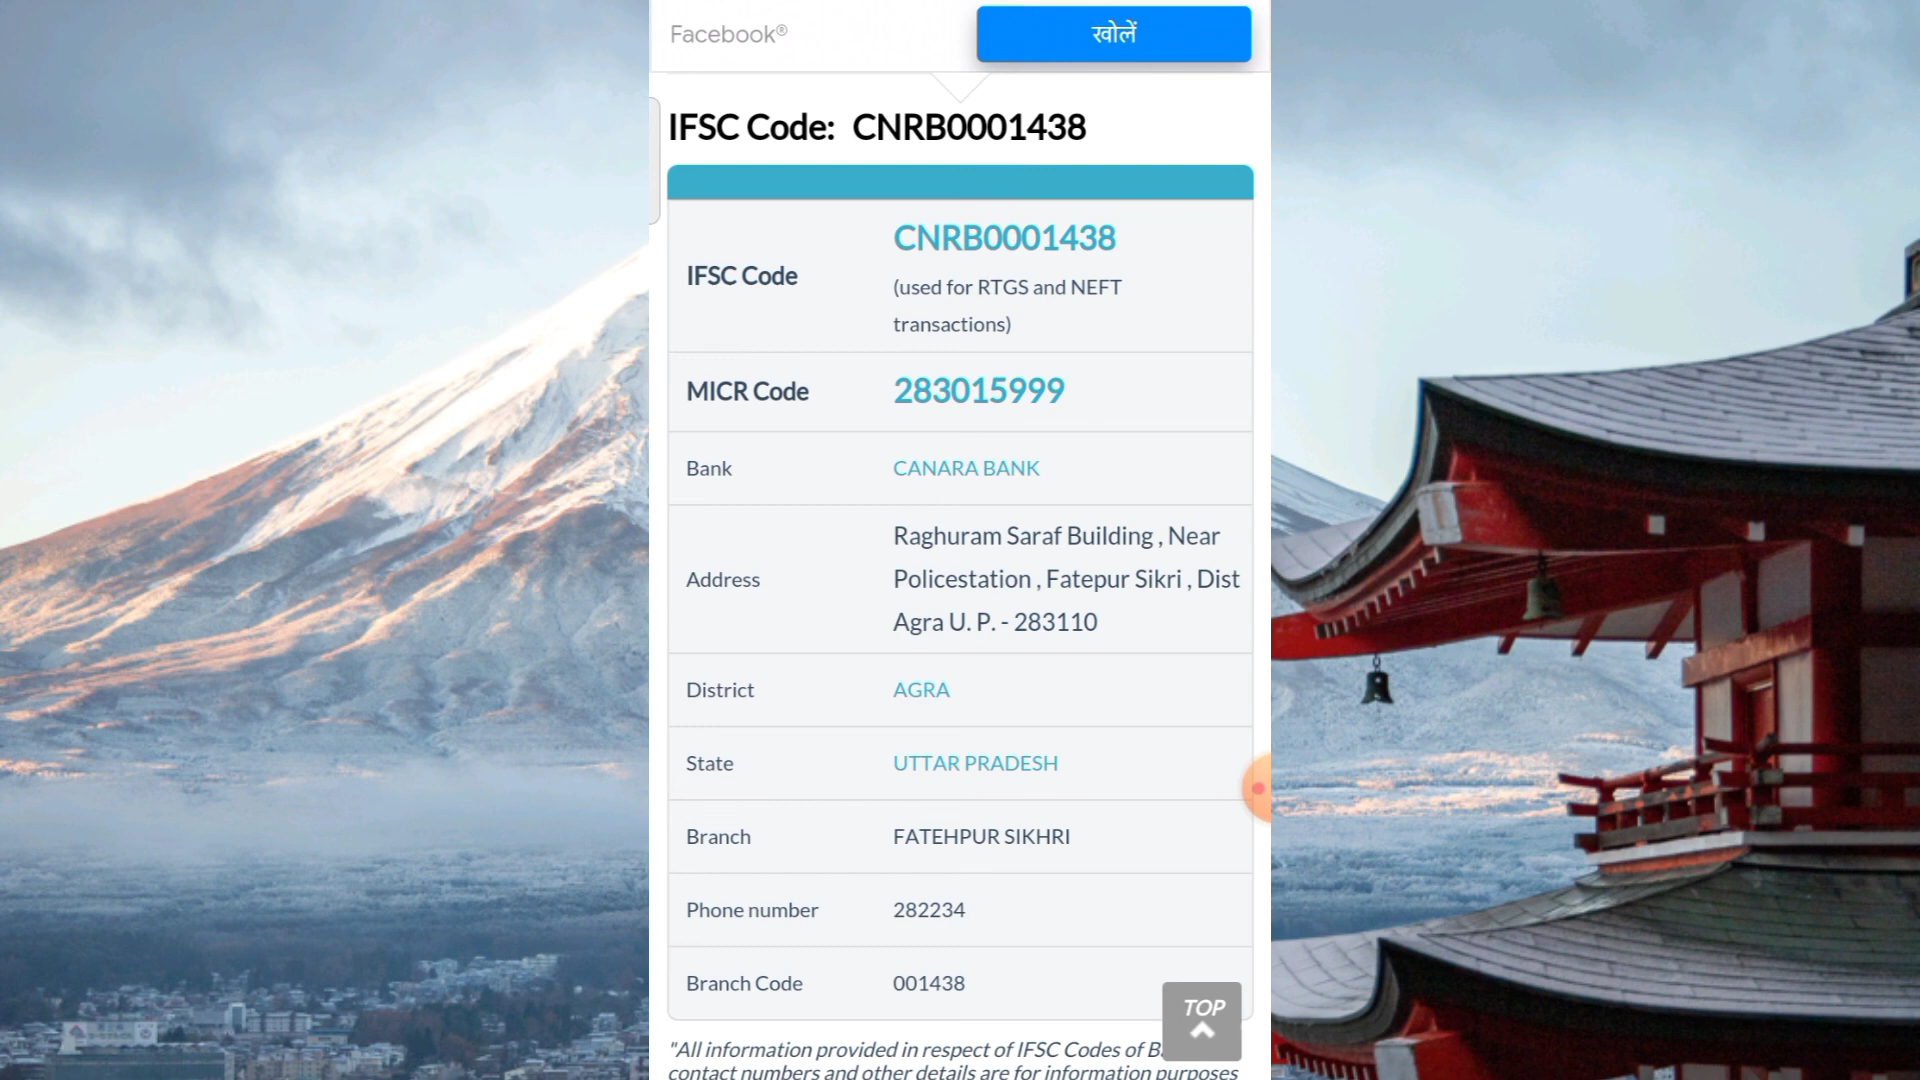 Facebook®
खोलें
IFSC Code: CNRB0001438
IFSC Code
CNRB0001438
(used for RTGS and NEFT
transactions)
MICR Code
283015999
Bank
CANARA BANK
Address
Raghuram Saraf Building , Near
Policestation , Fatepur Sikri , Dist
Agra U. P. - 283110
District
AGRA
State
UTTAR PRADESH
Branch
FATEHPUR SIKHRI
Phone number
282234
Branch Code
001438
TOP
"All information provided in respect of IFSC Codes of
contact numbers and other details are for information purposes